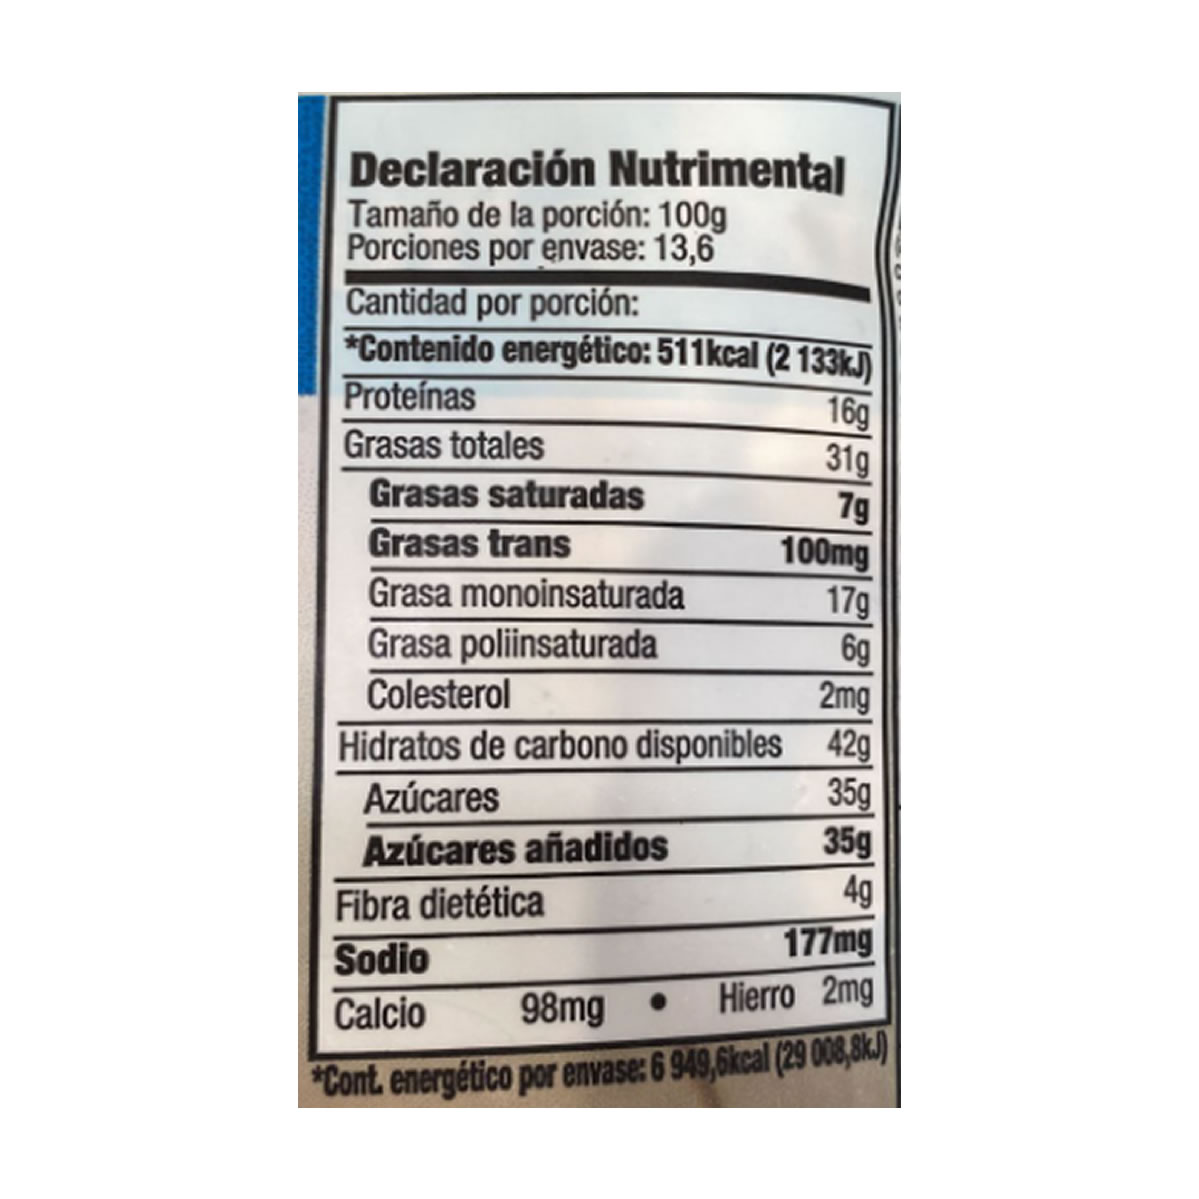 Declaración Nutrimental
Tamaño de la porción: 100g
Porciones por envase: 13,6
Cantidad por porción:
*Contenido energético: 511kcal (2 133kJ)
Proteínas 16g
Grasas totales 31g
Grasas saturadas 7g
Grasas trans 100mg
Grasa monoinsaturada 17g
Grasa poliinsaturada 6g
Colesterol 2mg
Hidratos de carbono disponibles 42g
Azúcares 35g
Azúcares añadidos 35g
Fibra dietética 4g
Sodio 177mg
Calcio 98mg • Hierro 2mg
*Cont. energético por envase: 6 949,6kcal (29 008,8kJ)